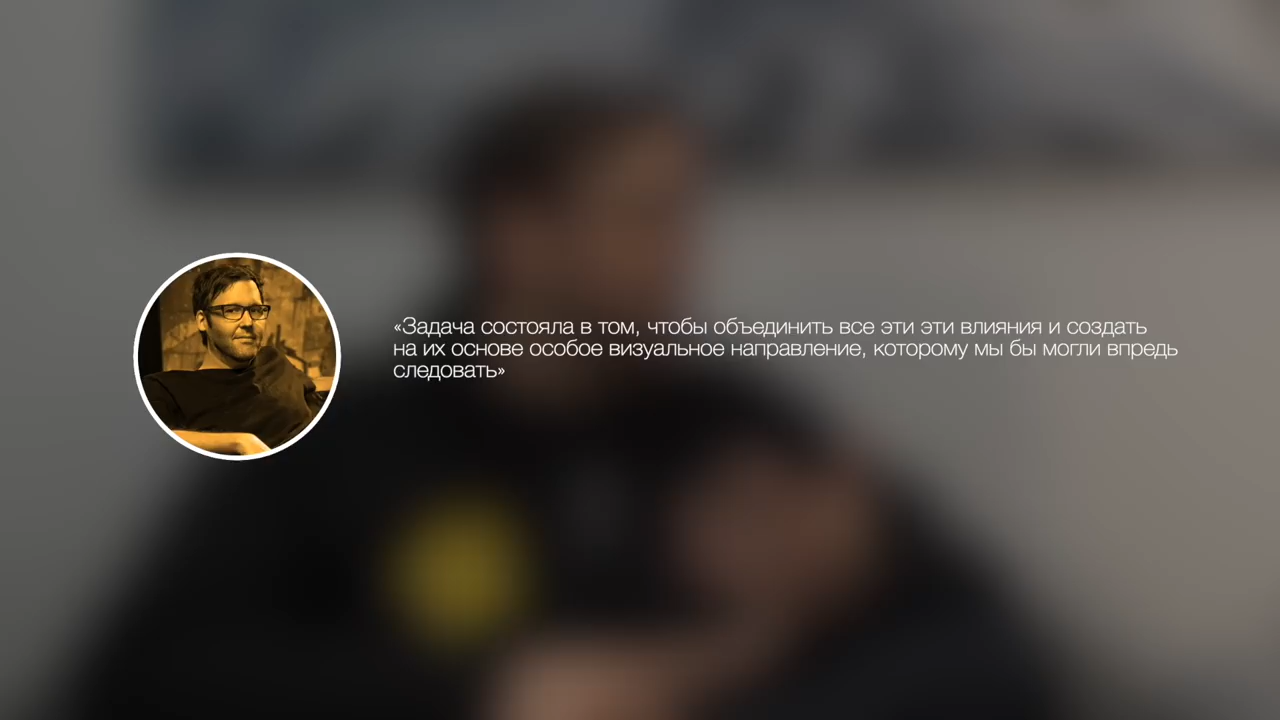 «Задача состояла в том, чтобы объединить все эти эти влияния и создать
на их основе особое визуальное направление, которому мы бы могли впредь
следовать»